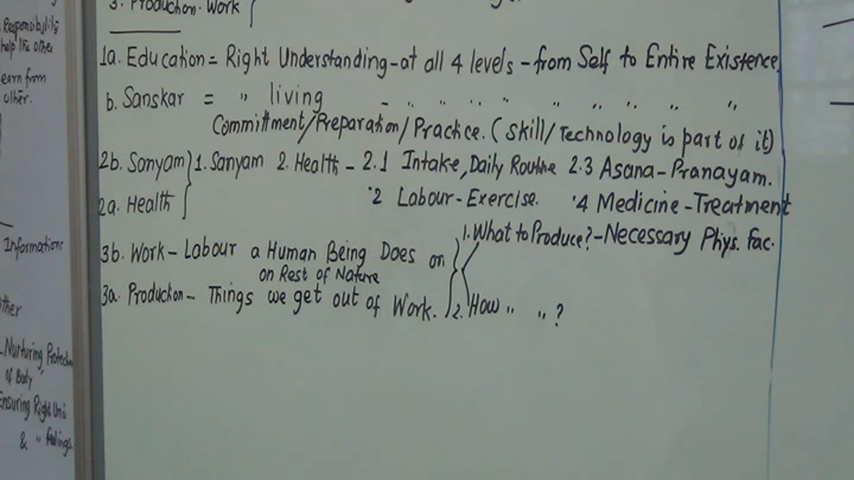 Responsibility
help the other
earn from
other.
Information
ther
Nurturing, Protection
of Body
Ensuring Right Und
& " feelings
3. Production-Work
1a. Education = Right Understanding-at all 4 levels - from Self to Entire Existence.
b. Sanskar = " living - " " " " " " " " "
Committment/Preparation/Practice. (Skill/Technology is part of it)
2b. Sanyam } 1. Sanyam 2. Health - 2.1 Intake, Daily Routine 2.3 Asana-Pranayam.
2a. Health } .2 Labour-Exercise. .4 Medicine-Treatment
1. What to Produce? - Necessary Phys. Fac.
3b. Work - Labour a Human Being Does on
on Rest of Nature
3a. Production - Things we get out of Work.
2. How " " ?